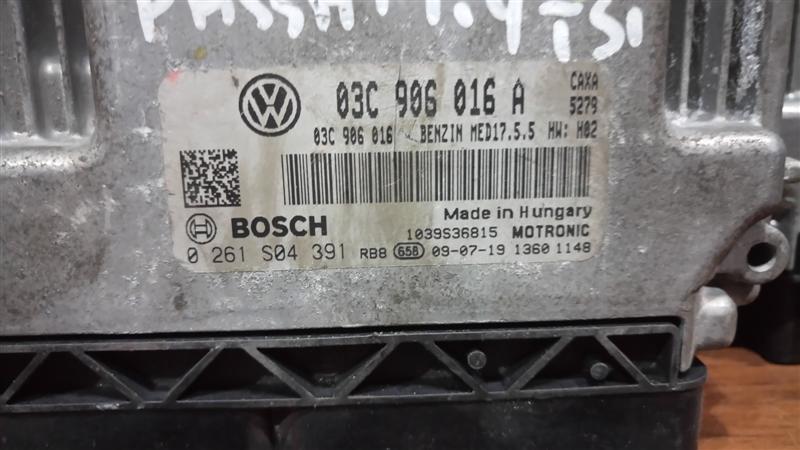 PASSAT 1.4 TSI
VW
03C 906 016 A CAXA
5279
03C 906 016 BENZIN MED17.5.5 HW: H02
Made in Hungary
BOSCH 1039S36815 MOTRONIC
0 261 S04 391 RB8 658 09-07-19 1360 1148